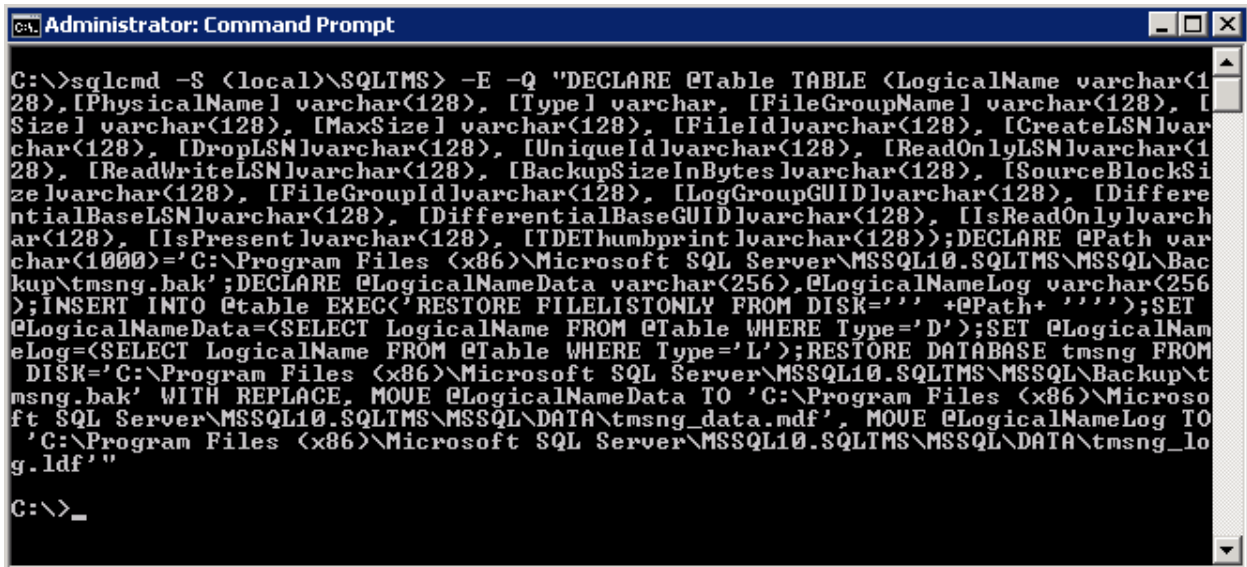 Administrator: Command Prompt
C:\>sqlcmd -S (local)\SQLTMS> -E -Q "DECLARE @Table TABLE (LogicalName varchar(1
28),[PhysicalName] varchar(128), [Type] varchar, [FileGroupName] varchar(128), [
Size] varchar(128), [MaxSize] varchar(128), [FileId]varchar(128), [CreateLSN]var
char(128), [DropLSN]varchar(128), [UniqueId]varchar(128), [ReadOnlyLSN]varchar(1
28), [ReadWriteLSN]varchar(128), [BackupSizeInBytes]varchar(128), [SourceBlockSi
ze]varchar(128), [FileGroupId]varchar(128), [LogGroupGUID]varchar(128), [Differe
ntialBaseLSN]varchar(128), [DifferentialBaseGUID]varchar(128), [IsReadOnly]varch
ar(128), [IsPresent]varchar(128), [TDEThumbprint]varchar(128));DECLARE @Path var
char(1000)='C:\Program Files (x86)\Microsoft SQL Server\MSSQL10.SQLTMS\MSSQL\Bac
kup\tmsng.bak';DECLARE @LogicalNameData varchar(256),@LogicalNameLog varchar(256
);INSERT INTO @table EXEC('RESTORE FILELISTONLY FROM DISK=''' +@Path+ '''');SET
@LogicalNameData=(SELECT LogicalName FROM @Table WHERE Type='D');SET @LogicalNam
eLog=(SELECT LogicalName FROM @Table WHERE Type='L');RESTORE DATABASE tmsng FROM
DISK='C:\Program Files (x86)\Microsoft SQL Server\MSSQL10.SQLTMS\MSSQL\Backup\t
msng.bak' WITH REPLACE, MOVE @LogicalNameData TO 'C:\Program Files (x86)\Microso
ft SQL Server\MSSQL10.SQLTMS\MSSQL\DATA\tmsng_data.mdf', MOVE @LogicalNameLog TO
'C:\Program Files (x86)\Microsoft SQL Server\MSSQL10.SQLTMS\MSSQL\DATA\tmsng_lo
g.ldf'"
C:\>_